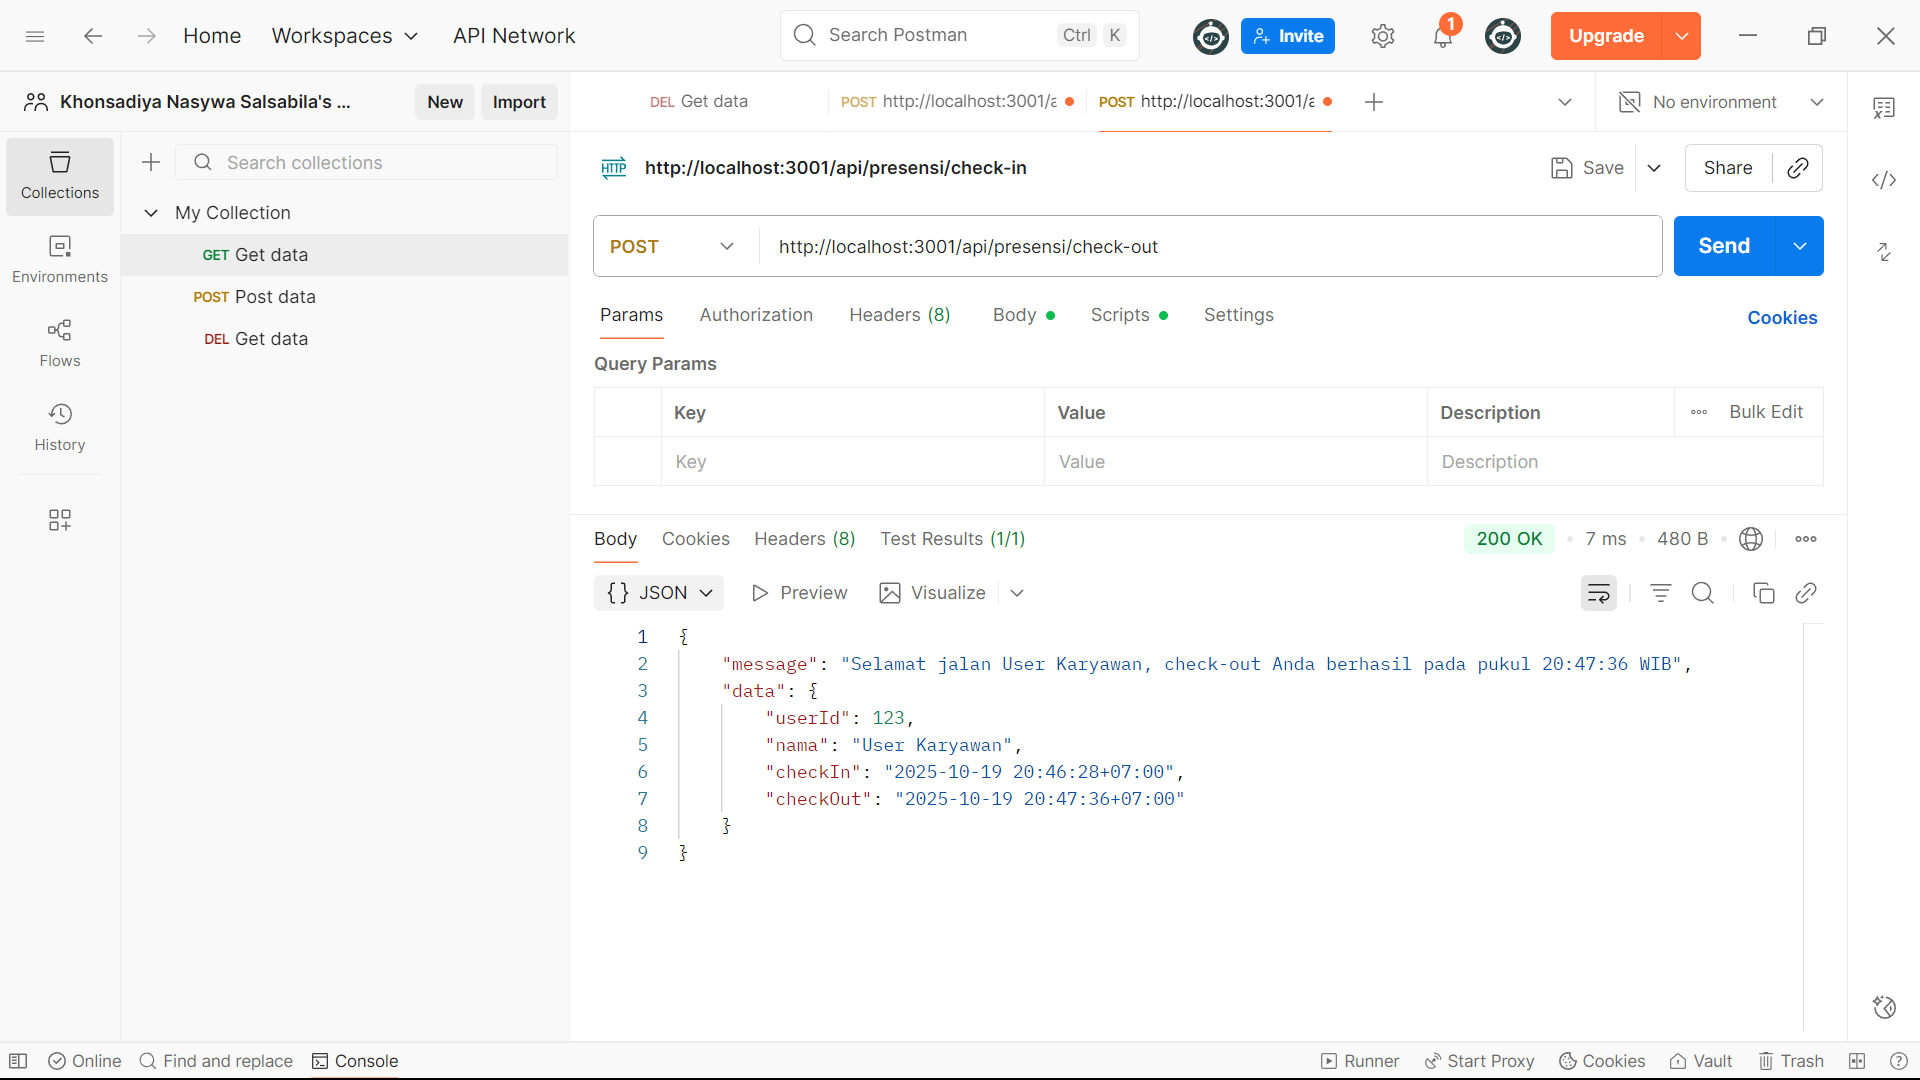 Home Workspaces API Network Search Postman Ctrl K Invite 1 Upgrade
Khonsadiya Nasywa Salsabila's ... New Import
DEL Get data POST http://localhost:3001/a POST http://localhost:3001/a No environment
Collections
Environments
Flows
History
Search collections
My Collection
GET Get data
POST Post data
DEL Get data
HTTP http://localhost:3001/api/presensi/check-in Save Share
POST http://localhost:3001/api/presensi/check-out Send
Params Authorization Headers (8) Body Scripts Settings Cookies
Query Params
Key Value Description Bulk Edit
Key Value Description
Body Cookies Headers (8) Test Results (1/1) 200 OK 7 ms 480 B
{} JSON Preview Visualize
1 {
2 "message": "Selamat jalan User Karyawan, check-out Anda berhasil pada pukul 20:47:36 WIB",
3 "data": {
4 "userId": 123,
5 "nama": "User Karyawan",
6 "checkIn": "2025-10-19 20:46:28+07:00",
7 "checkOut": "2025-10-19 20:47:36+07:00"
8 }
9 }
Online Find and replace Console Runner Start Proxy Cookies Vault Trash